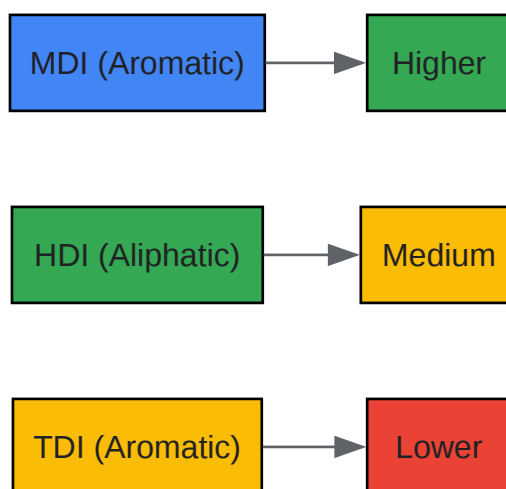 MDI (Aromatic)
Higher
HDI (Aliphatic)
Medium
TDI (Aromatic)
Lower